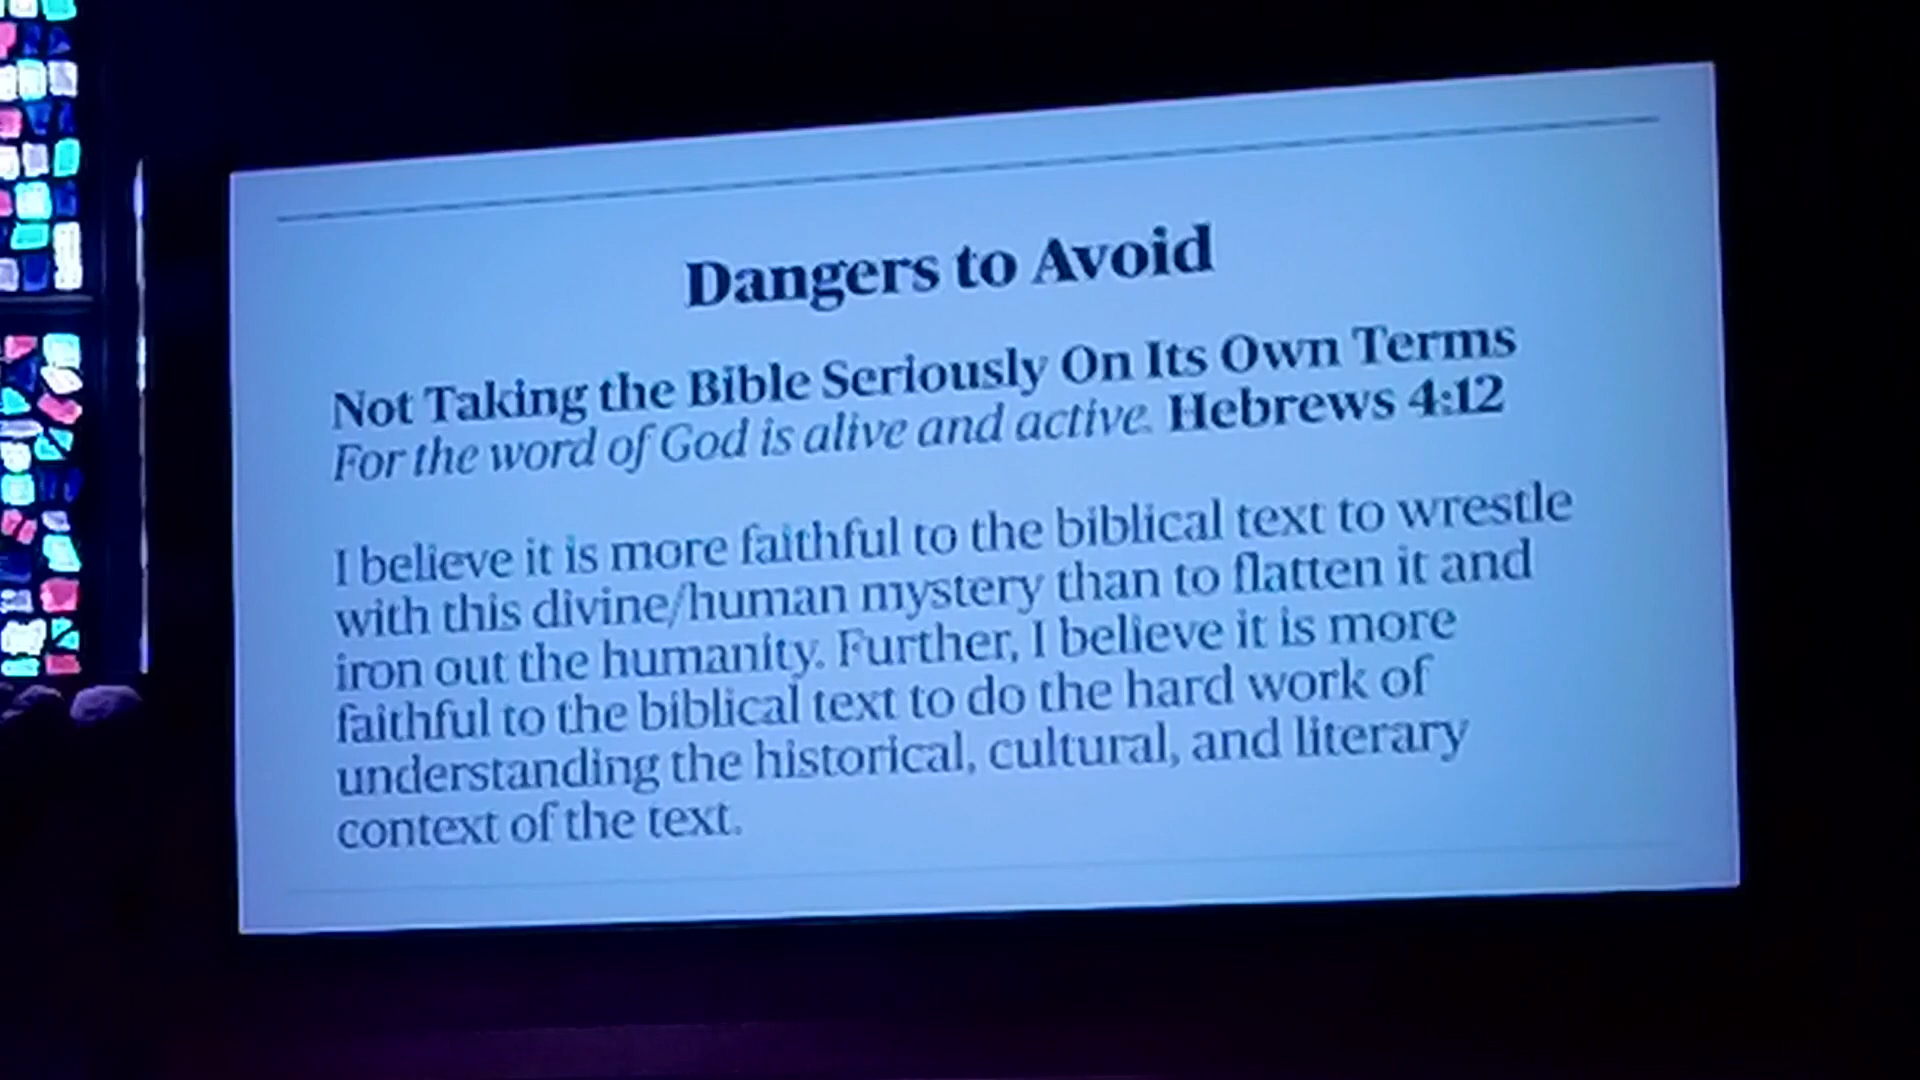 Dangers to Avoid
Not Taking the Bible Seriously On Its Own Terms
For the word of God is alive and active. Hebrews 4:12
I believe it is more faithful to the biblical text to wrestle
with this divine/human mystery than to flatten it and
iron out the humanity. Further, I believe it is more
faithful to the biblical text to do the hard work of
understanding the historical, cultural, and literary
context of the text.